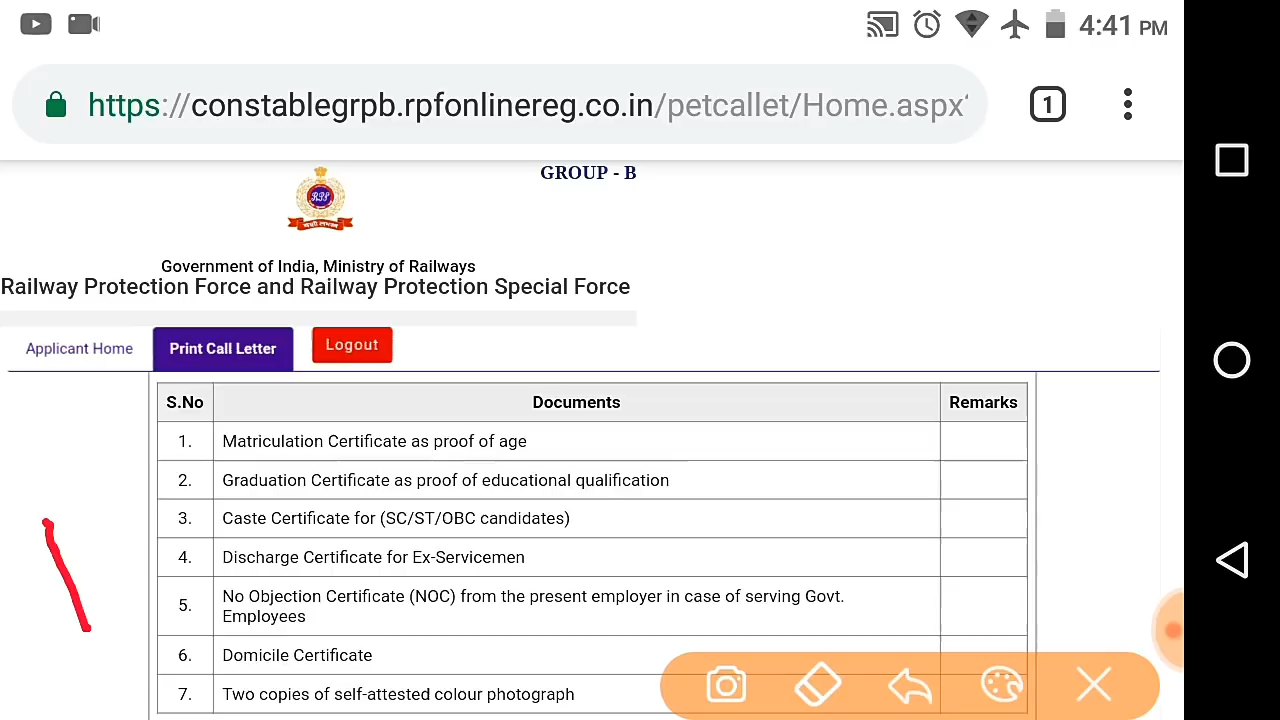 4:41 PM
https://constablegrpb.rpfonlinereg.co.in/petcallet/Home.aspx
1
GROUP - B
RPF
Government of India, Ministry of Railways
Railway Protection Force and Railway Protection Special Force
Applicant Home
Print Call Letter
Logout
S.No Documents Remarks
1. Matriculation Certificate as proof of age
2. Graduation Certificate as proof of educational qualification
3. Caste Certificate for (SC/ST/OBC candidates)
4. Discharge Certificate for Ex-Servicemen
5. No Objection Certificate (NOC) from the present employer in case of serving Govt.
Employees
6. Domicile Certificate
7. Two copies of self-attested colour photograph